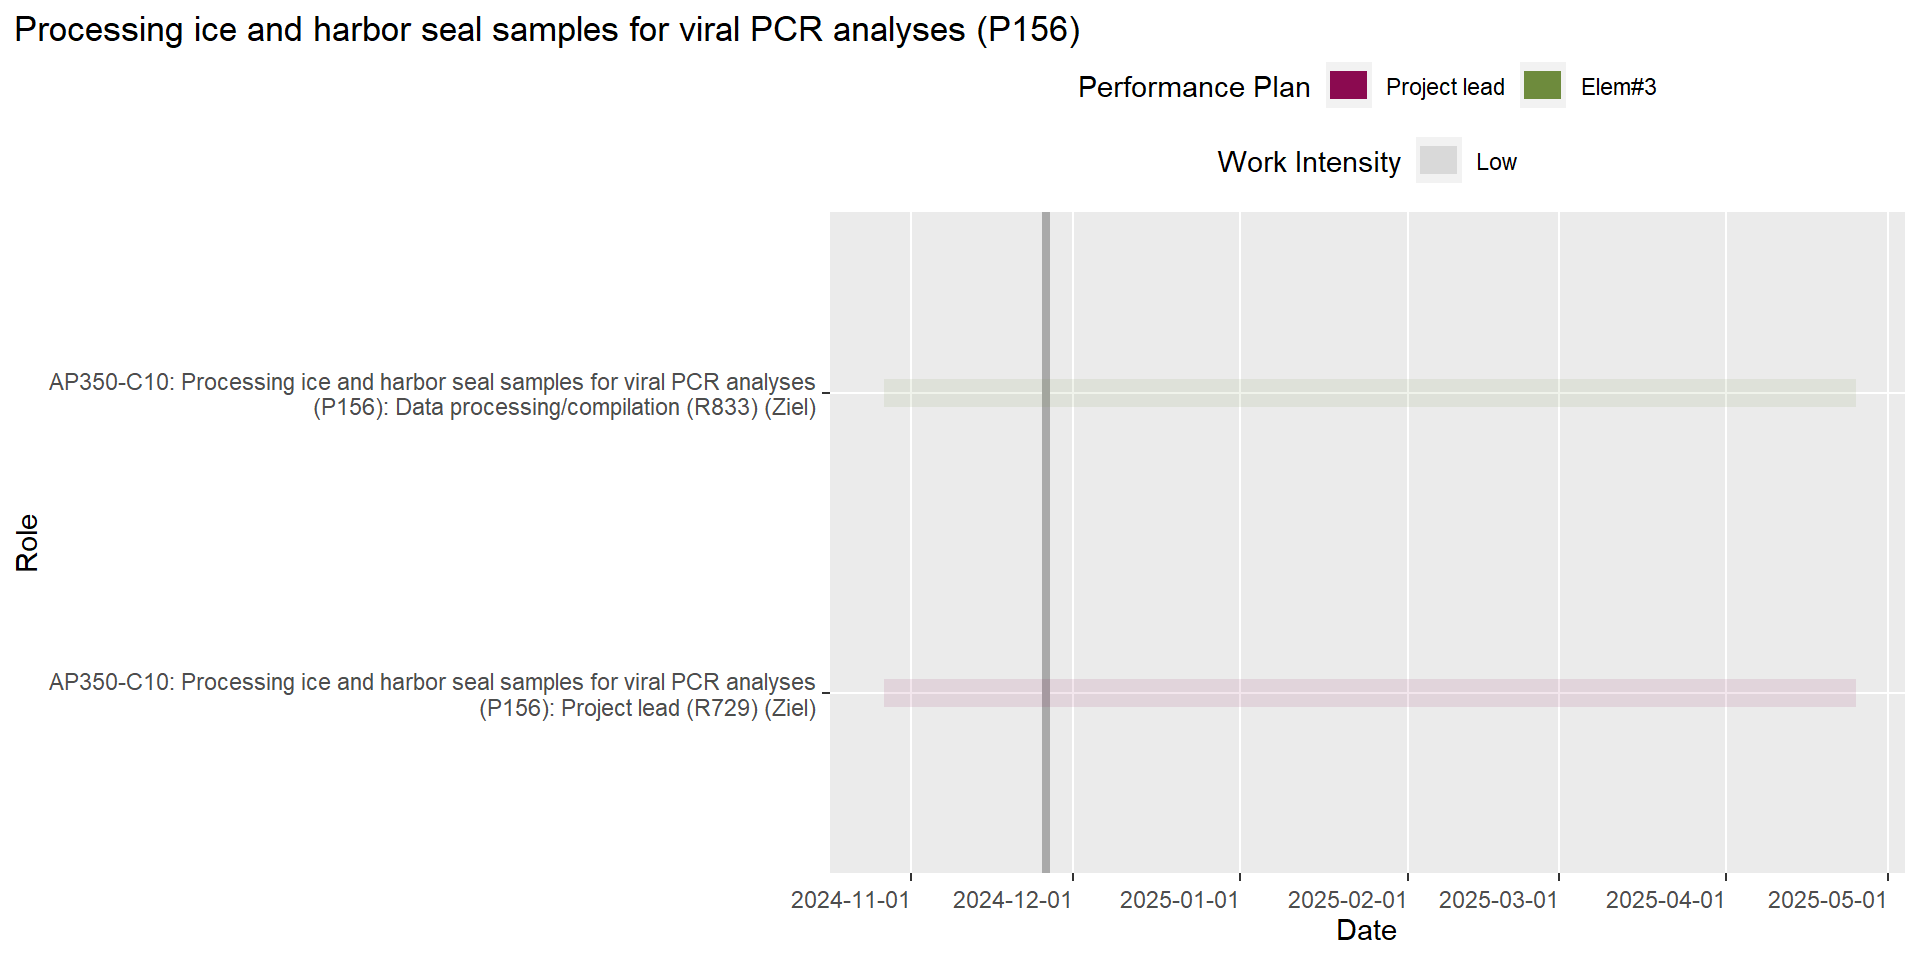 Processing ice and harbor seal samples for viral PCR analyses (P156)
Performance Plan Project lead Elem#3
Work Intensity Low
AP350-C10: Processing ice and harbor seal samples for viral PCR analyses
(P156): Data processing/compilation (R833) (Ziel)
Role
AP350-C10: Processing ice and harbor seal samples for viral PCR analyses
(P156): Project lead (R729) (Ziel)
2024-11-01 2024-12-01 2025-01-01 2025-02-01 2025-03-01 2025-04-01 2025-05-01
Date